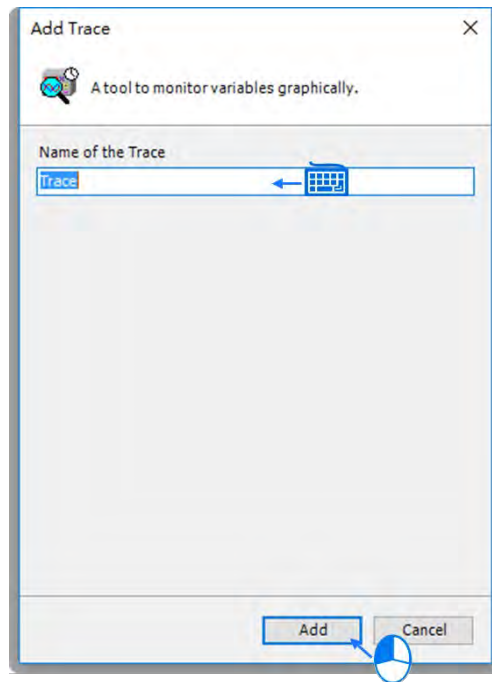 Add Trace
A tool to monitor variables graphically.
Name of the Trace
Trace
Add
Cancel